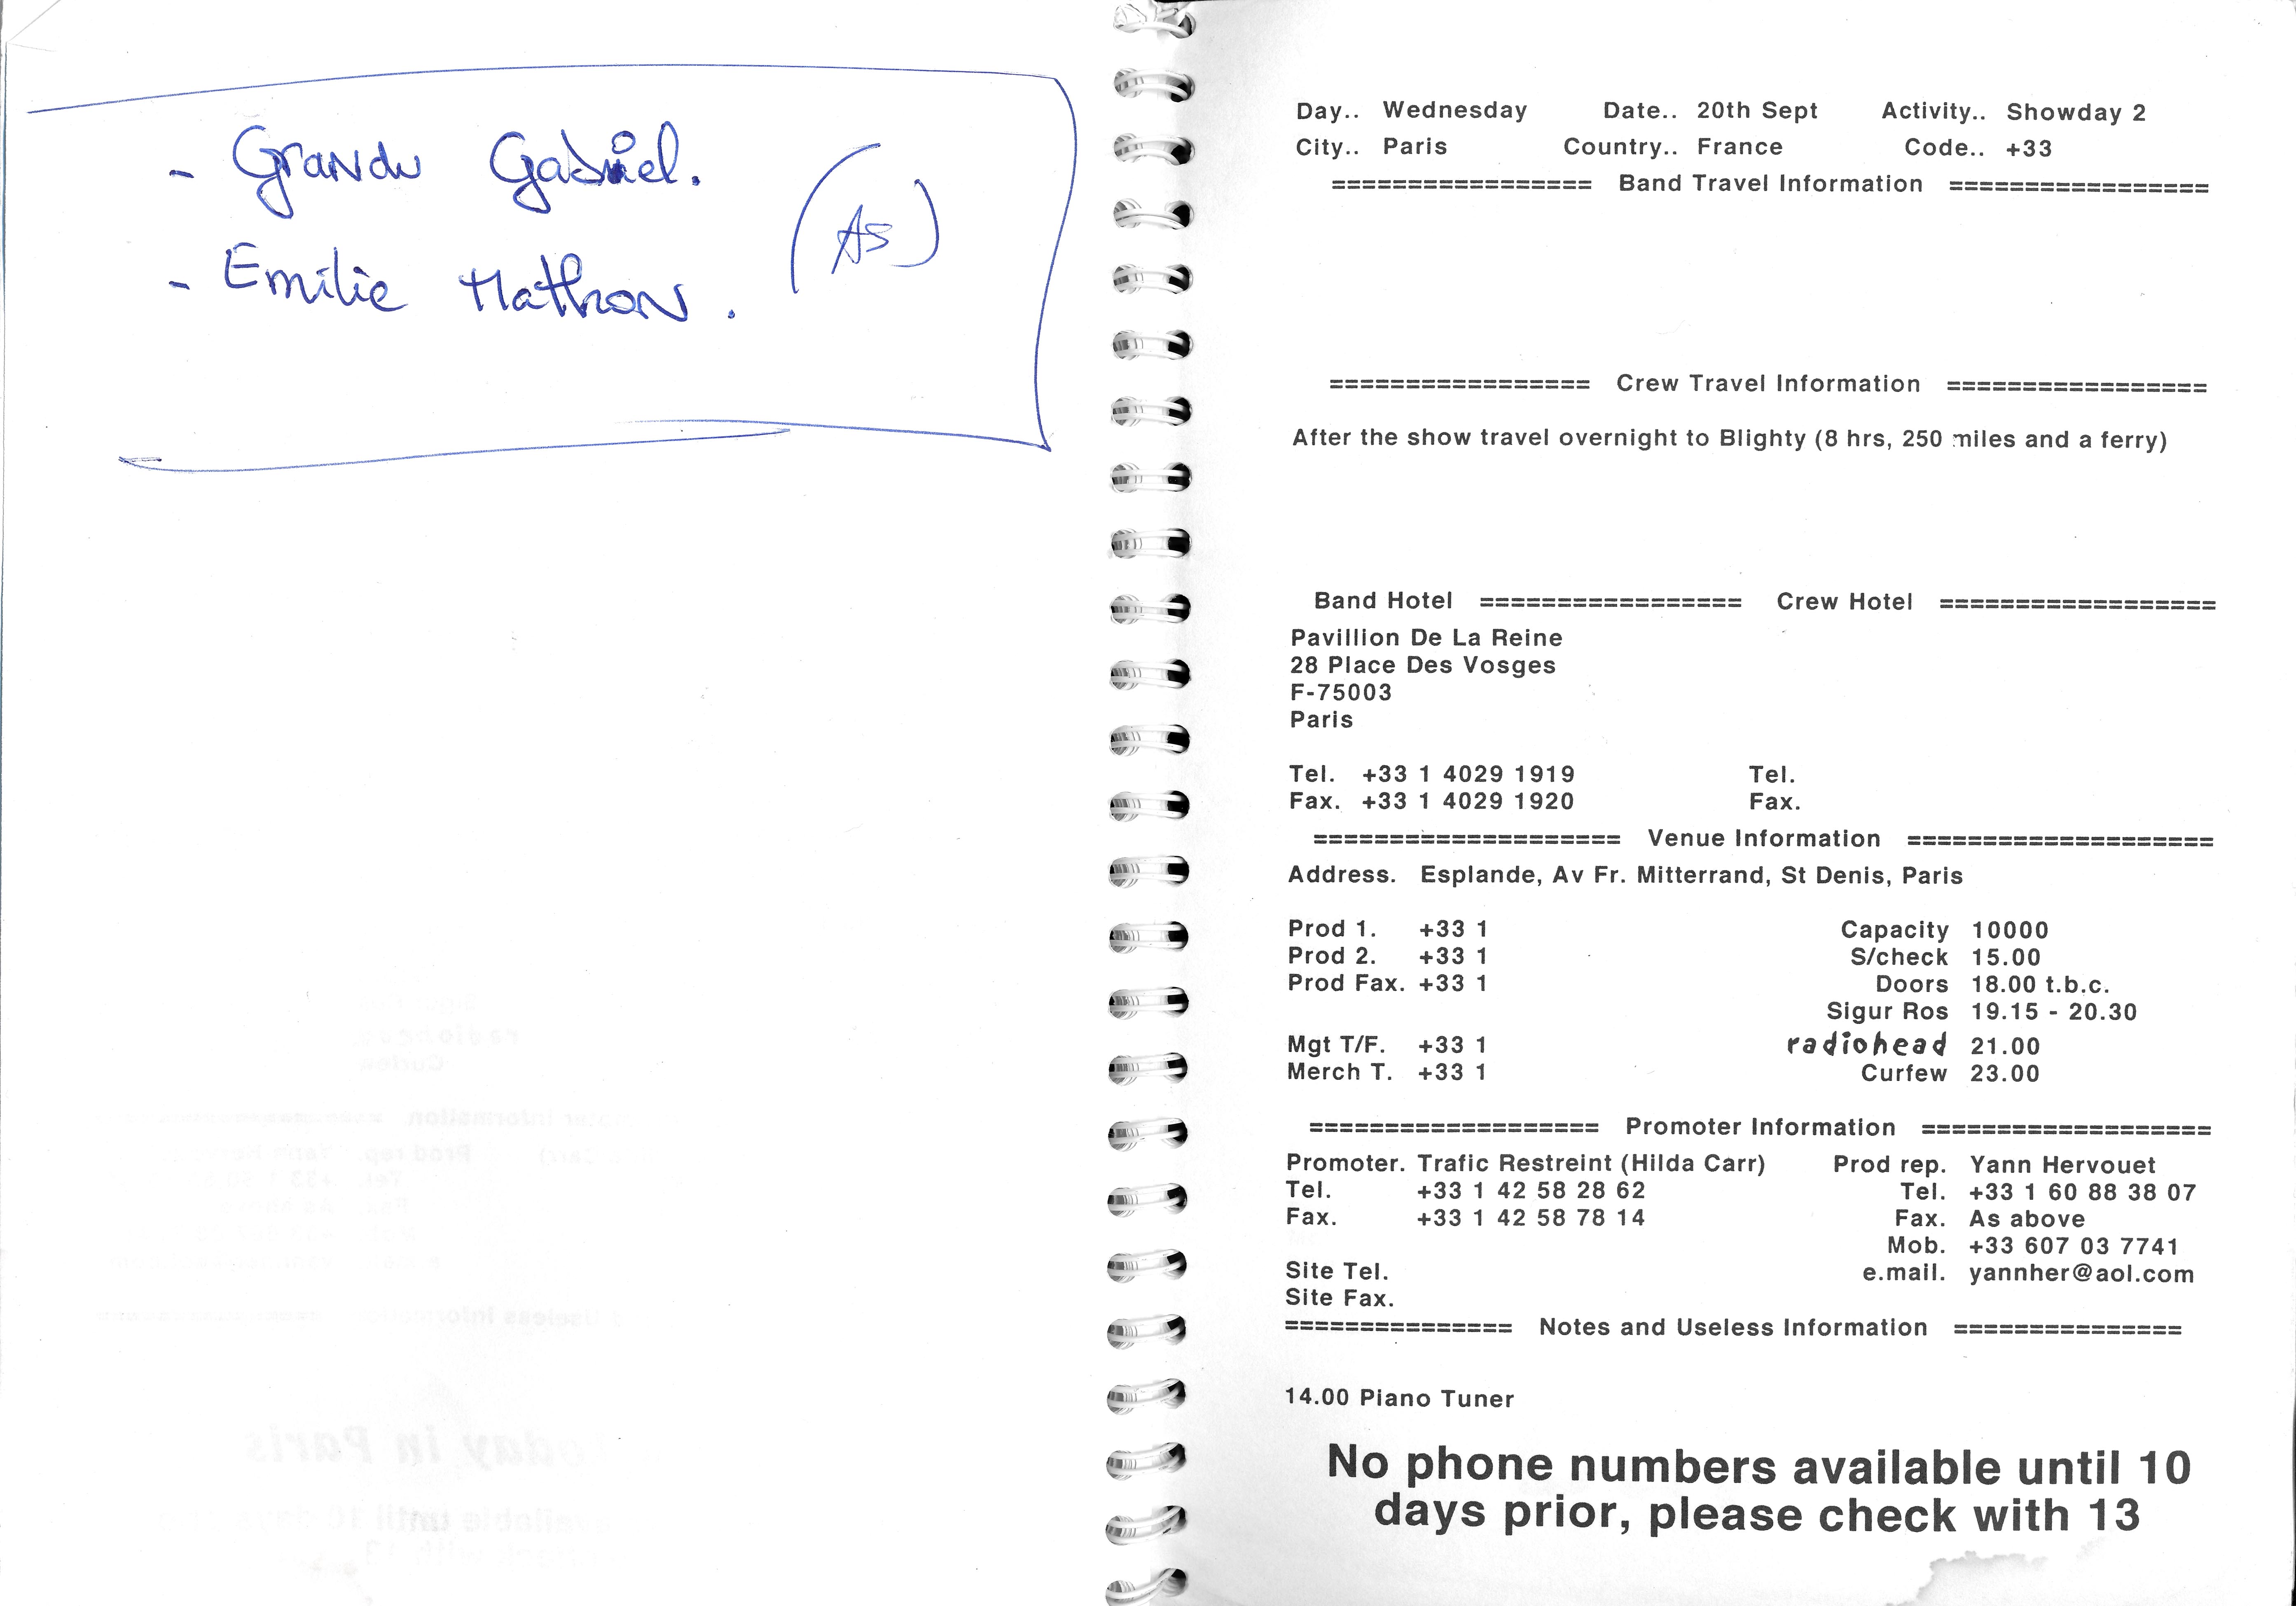 - Gabriel.
- Emilie Mathon.
(AS)
Day.. Wednesday Date.. 20th Sept Activity.. Showday 2
City.. Paris Country.. France Code.. +33
================= Band Travel Information =================
================= Crew Travel Information =================
After the show travel overnight to Blighty (8 hrs, 250 miles and a ferry)
Band Hotel ================= Crew Hotel ==================
Pavillion De La Reine
28 Place Des Vosges
F-75003
Paris
Tel. +33 1 4029 1919 Tel.
Fax. +33 1 4029 1920 Fax.
==================== Venue Information ====================
Address. Esplande, Av Fr. Mitterrand, St Denis, Paris
Prod 1. +33 1 Capacity 10000
Prod 2. +33 1 S/check 15.00
Prod Fax. +33 1 Doors 18.00 t.b.c.
Sigur Ros 19.15 - 20.30
Mgt T/F. +33 1 radiohead 21.00
Merch T. +33 1 Curfew 23.00
=================== Promoter Information ===================
Promoter. Trafic Restreint (Hilda Carr) Prod rep. Yann Hervouet
Tel. +33 1 42 58 28 62 Tel. +33 1 60 88 38 07
Fax. +33 1 42 58 78 14 Fax. As above
Mob. +33 607 03 7741
Site Tel. e.mail. yannher@aol.com
Site Fax.
=============== Notes and Useless Information ===============
14.00 Piano Tuner
No phone numbers available until 10
days prior, please check with 13